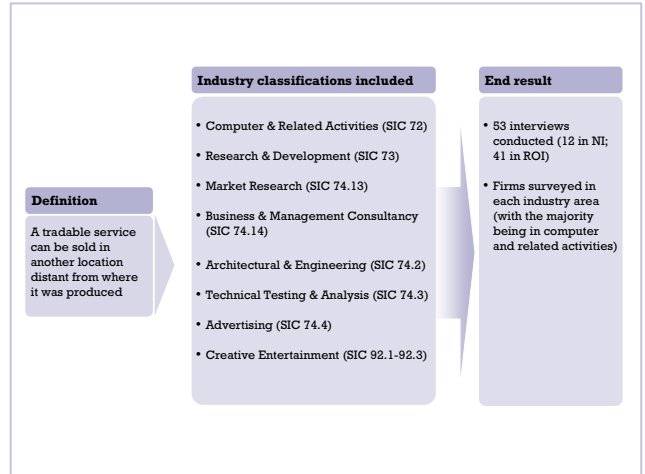 Definition
A tradable service
can be sold in
another location
distant from where
it was produced
Industry classifications included
• Computer & Related Activities (SIC 72)
• Research & Development (SIC 73)
• Market Research (SIC 74.13)
• Business & Management Consultancy
(SIC 74.14)
• Architectural & Engineering (SIC 74.2)
• Technical Testing & Analysis (SIC 74.3)
• Advertising (SIC 74.4)
• Creative Entertainment (SIC 92.1-92.3)
End result
• 53 interviews
conducted (12 in NI;
41 in ROI)
• Firms surveyed in
each industry area
(with the majority
being in computer
and related activities)